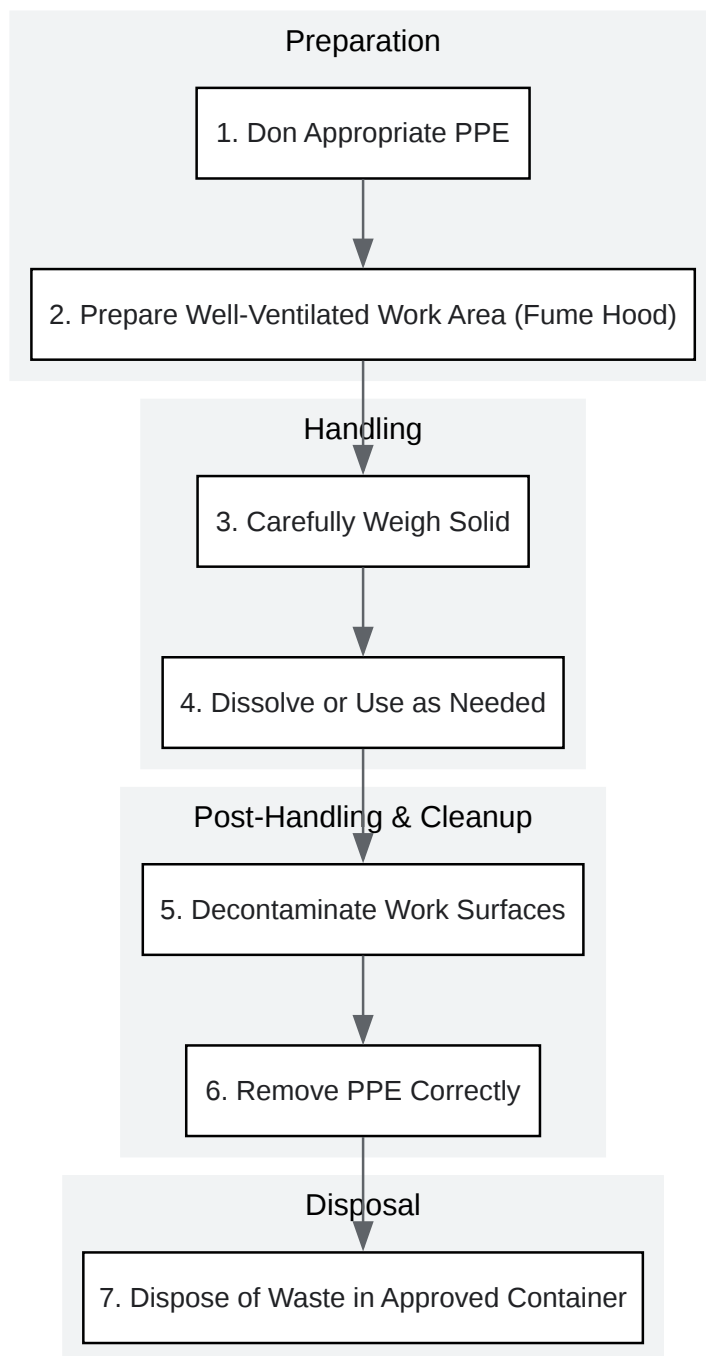 Preparation
1. Don Appropriate PPE
2. Prepare Well-Ventilated Work Area (Fume Hood)
Handling
3. Carefully Weigh Solid
4. Dissolve or Use as Needed
Post-Handling & Cleanup
5. Decontaminate Work Surfaces
6. Remove PPE Correctly
Disposal
7. Dispose of Waste in Approved Container